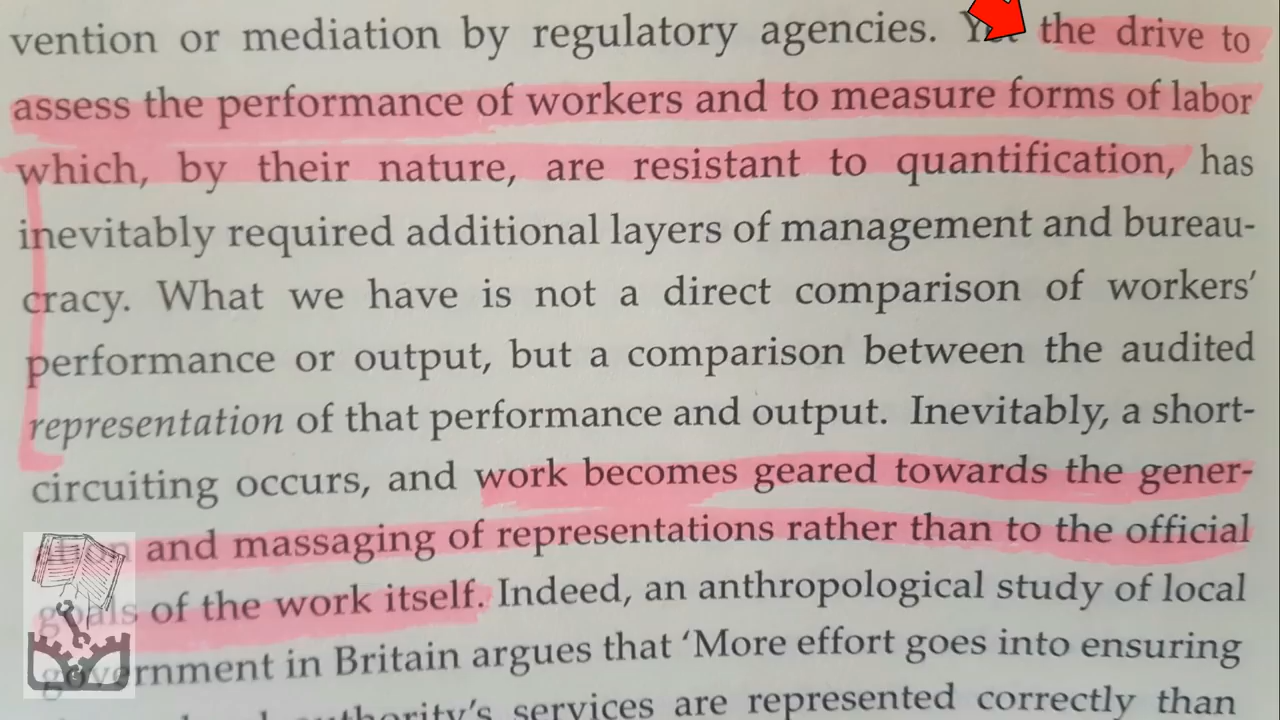 vention or mediation by regulatory agencies. Yet the drive to
assess the performance of workers and to measure forms of labor
which, by their nature, are resistant to quantification, has
inevitably required additional layers of management and bureau-
cracy. What we have is not a direct comparison of workers'
performance or output, but a comparison between the audited
representation of that performance and output. Inevitably, a short-
circuiting occurs, and work becomes geared towards the gener-
ation and massaging of representations rather than to the official
goals of the work itself. Indeed, an anthropological study of local
government in Britain argues that ‘More effort goes into ensuring
authority's services are represented correctly than